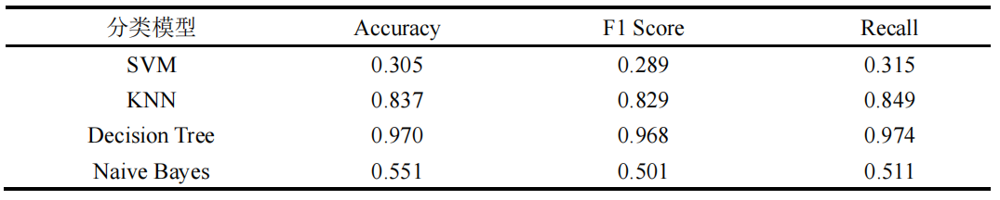 分类模型 Accuracy F1 Score Recall
SVM 0.305 0.289 0.315
KNN 0.837 0.829 0.849
Decision Tree 0.970 0.968 0.974
Naive Bayes 0.551 0.501 0.511